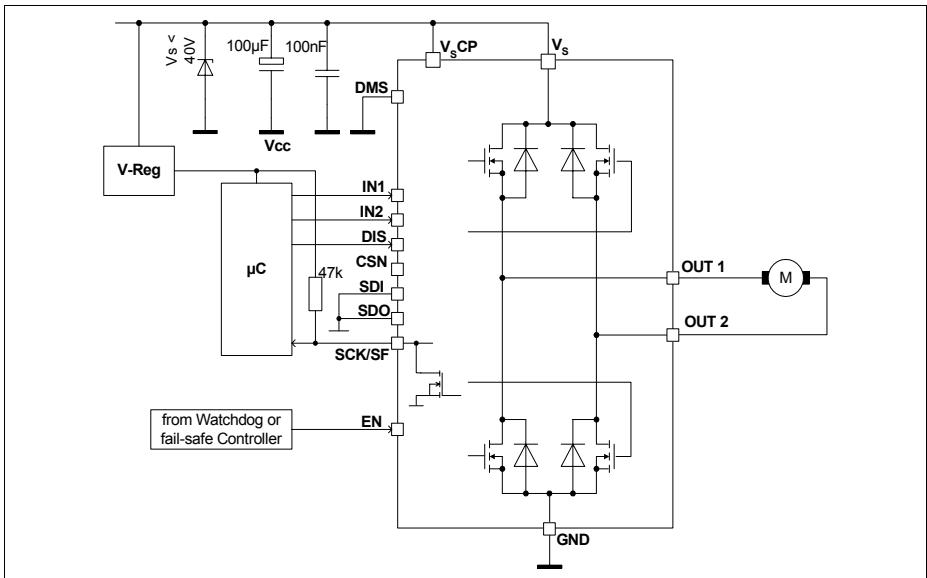 Vs <
40V
100µF
100nF
VSCP
VS
DMS
Vcc
V-Reg
IN1
IN2
DIS
µC
CSN
47k
SDI
SDO
SCK/SF
OUT 1
M
OUT 2
from Watchdog or
fail-safe Controller
EN
GND